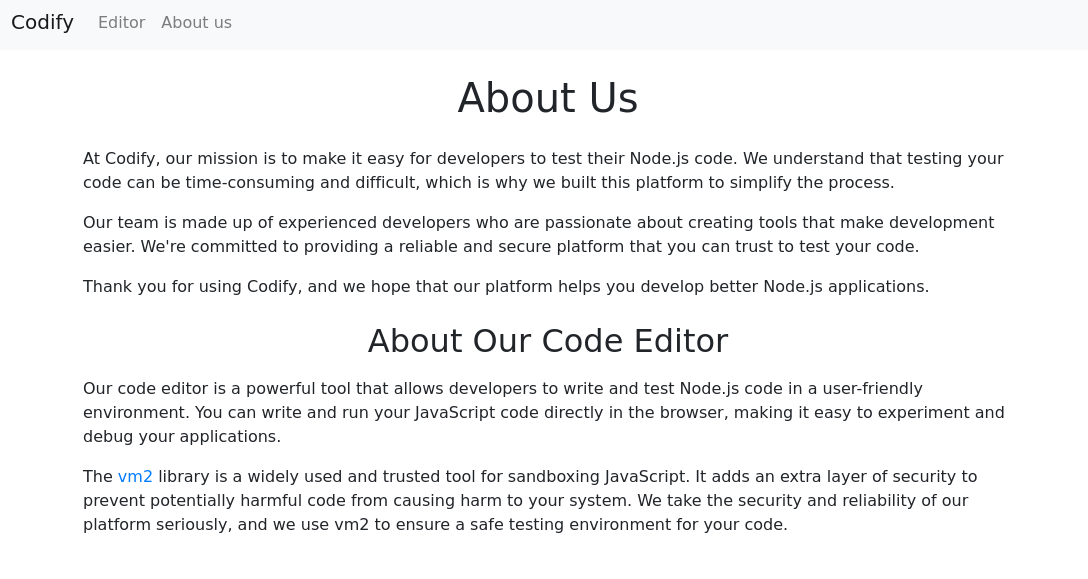 Codify Editor About us
About Us
At Codify, our mission is to make it easy for developers to test their Node.js code. We understand that testing your
code can be time-consuming and difficult, which is why we built this platform to simplify the process.
Our team is made up of experienced developers who are passionate about creating tools that make development
easier. We're committed to providing a reliable and secure platform that you can trust to test your code.
Thank you for using Codify, and we hope that our platform helps you develop better Node.js applications.
About Our Code Editor
Our code editor is a powerful tool that allows developers to write and test Node.js code in a user-friendly
environment. You can write and run your JavaScript code directly in the browser, making it easy to experiment and
debug your applications.
The vm2 library is a widely used and trusted tool for sandboxing JavaScript. It adds an extra layer of security to
prevent potentially harmful code from causing harm to your system. We take the security and reliability of our
platform seriously, and we use vm2 to ensure a safe testing environment for your code.